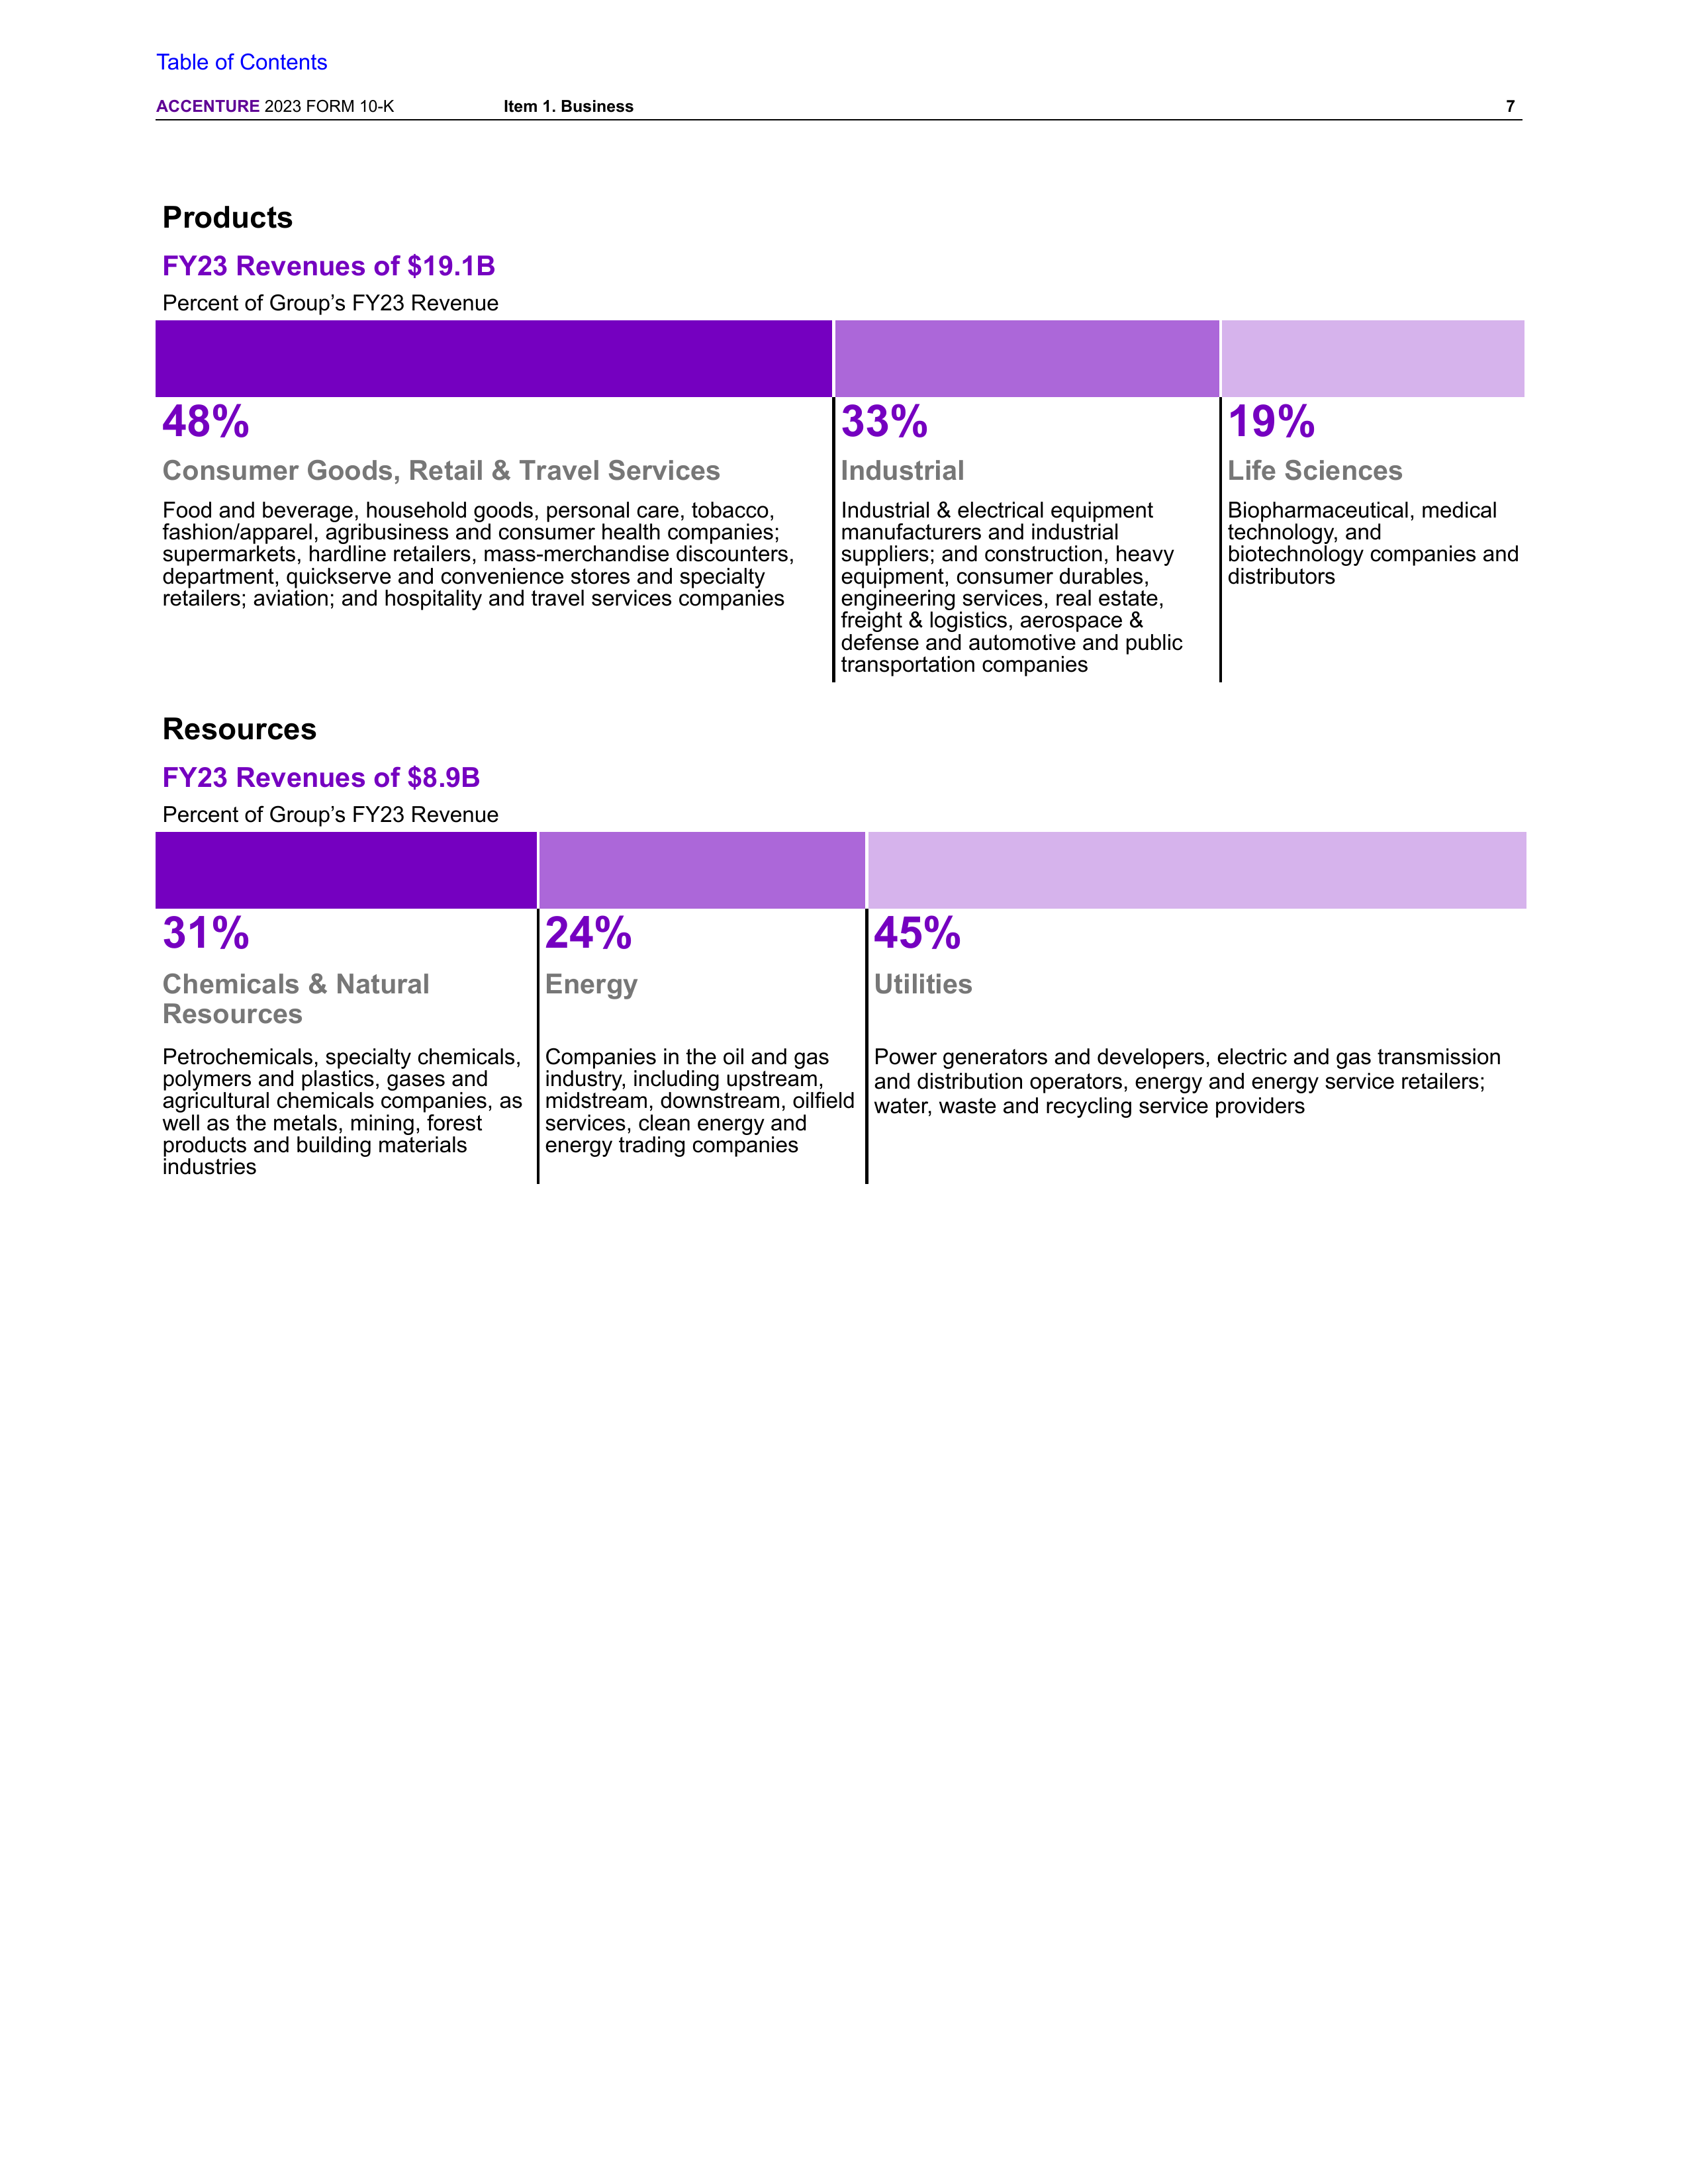 Table of Contents
ACCENTURE 2023 FORM 10-K Item 1. Business 7
Products
FY23 Revenues of $19.1B
Percent of Group’s FY23 Revenue
48%
Consumer Goods, Retail & Travel Services
Food and beverage, household goods, personal care, tobacco,
fashion/apparel, agribusiness and consumer health companies;
supermarkets, hardline retailers, mass-merchandise discounters,
department, quickserve and convenience stores and specialty
retailers; aviation; and hospitality and travel services companies
33%
Industrial
Industrial & electrical equipment
manufacturers and industrial
suppliers; and construction, heavy
equipment, consumer durables,
engineering services, real estate,
freight & logistics, aerospace &
defense and automotive and public
transportation companies
19%
Life Sciences
Biopharmaceutical, medical
technology, and
biotechnology companies and
distributors
Resources
FY23 Revenues of $8.9B
Percent of Group’s FY23 Revenue
31%
Chemicals & Natural
Resources
Petrochemicals, specialty chemicals,
polymers and plastics, gases and
agricultural chemicals companies, as
well as the metals, mining, forest
products and building materials
industries
24%
Energy
Companies in the oil and gas
industry, including upstream,
midstream, downstream, oilfield
services, clean energy and
energy trading companies
45%
Utilities
Power generators and developers, electric and gas transmission
and distribution operators, energy and energy service retailers;
water, waste and recycling service providers